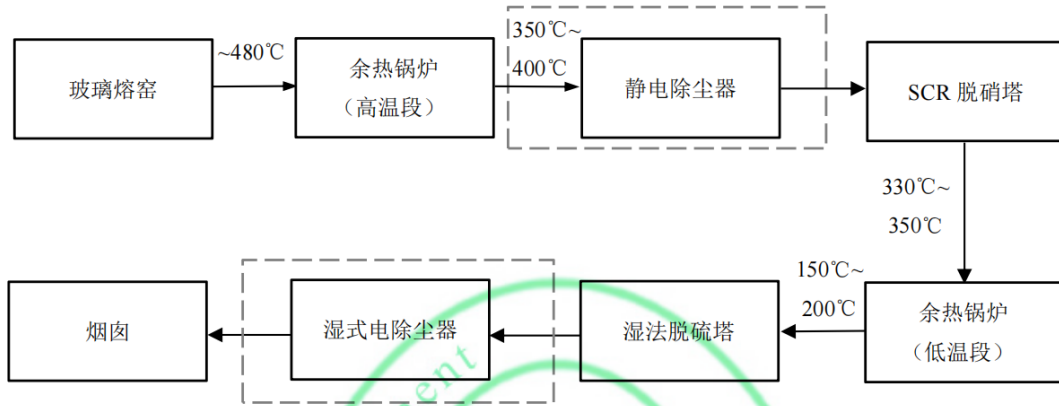 玻璃熔窑
~480℃
余热锅炉
（高温段）
350℃~
400℃
静电除尘器
SCR 脱硝塔
330℃~
350℃
余热锅炉
（低温段）
150℃~
200℃
湿法脱硫塔
湿式电除尘器
烟囱
ent